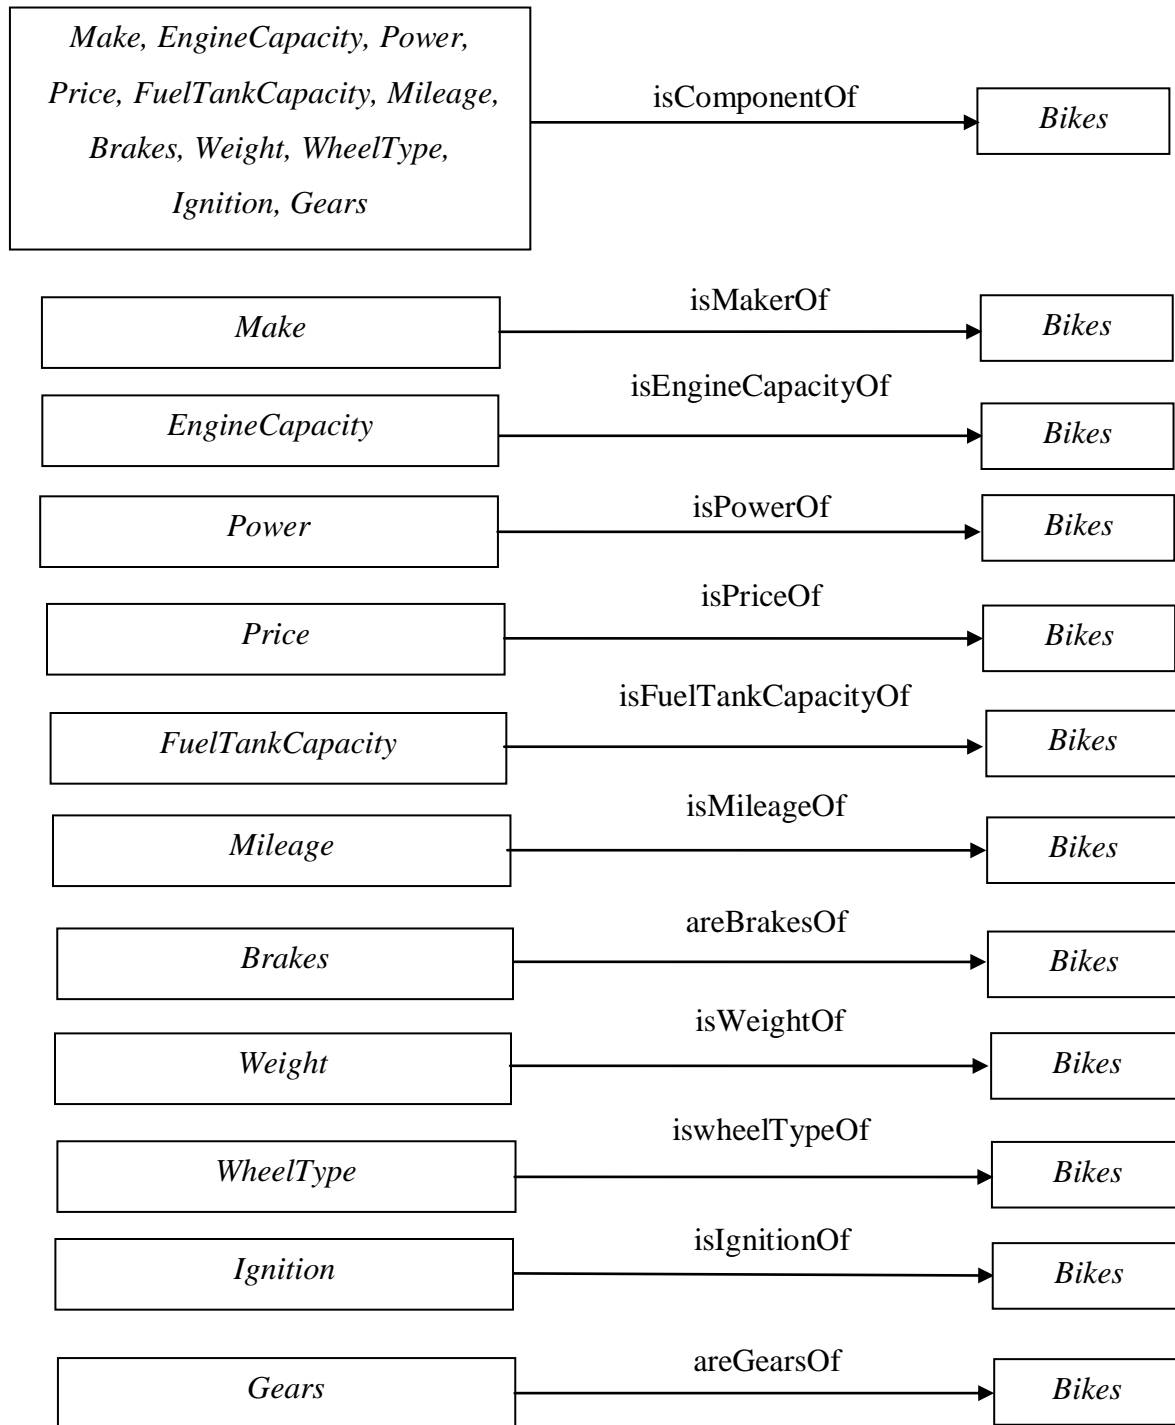 Make, EngineCapacity, Power,
Price, FuelTankCapacity, Mileage,
Brakes, Weight, WheelType,
Ignition, Gears
isComponentOf
Bikes
Make
isMakerOf
Bikes
EngineCapacity
isEngineCapacityOf
Bikes
Power
isPowerOf
Bikes
Price
isPriceOf
Bikes
FuelTankCapacity
isFuelTankCapacityOf
Bikes
Mileage
isMileageOf
Bikes
Brakes
areBrakesOf
Bikes
Weight
isWeightOf
Bikes
WheelType
iswheelTypeOf
Bikes
Ignition
isIgnitionOf
Bikes
Gears
areGearsOf
Bikes